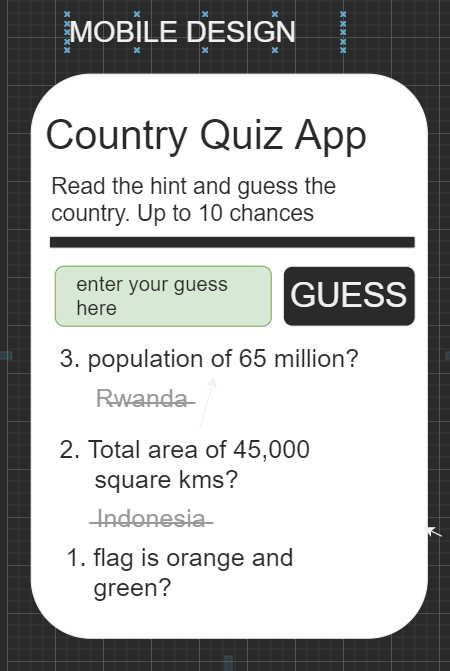 MOBILE DESIGN
Country Quiz App
Read the hint and guess the
country. Up to 10 chances
enter your guess
here
GUESS
3. population of 65 million?
Rwanda
2. Total area of 45,000
square kms?
Indonesia
1. flag is orange and
green?